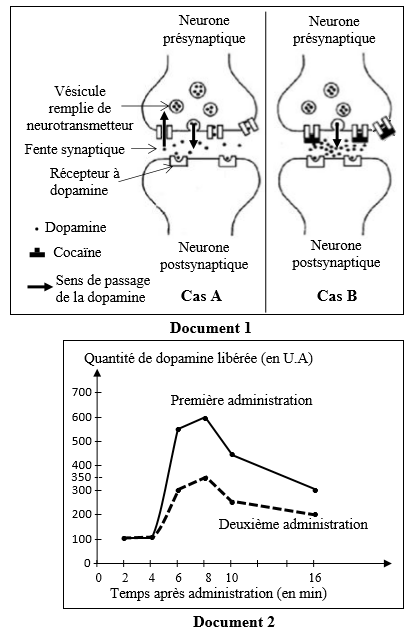 Neurone
présynaptique
Neurone
présynaptique
Vésicule
remplie de
neurotransmetteur
Fente synaptique
Récepteur à
dopamine
Dopamine
Cocaïne
Sens de passage
de la dopamine
Neurone
postsynaptique
Neurone
postsynaptique
Cas A
Cas B
Document 1
Quantité de dopamine libérée (en U.A)
700
600
500
400
350
300
200
100
0
Première administration
Deuxième administration
0 2 4 6 8 10 16
Temps après administration (en min)
Document 2